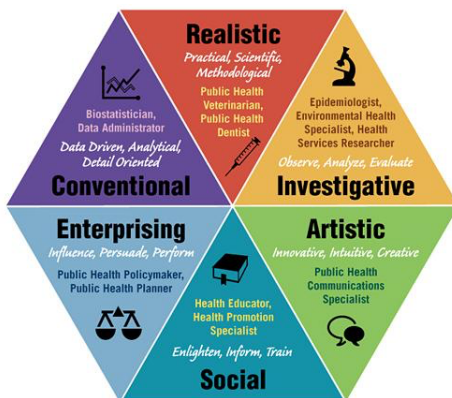 Realistic
Practical, Scientific,
Methodological
Public Health
Veterinarian,
Public Health
Dentist
Epidemiologist,
Environmental Health
Specialist, Health
Services Researcher
Observe, Analyze, Evaluate
Investigative
Artistic
Innovative, Intuitive, Creative
Public Health
Communications
Specialist
Health Educator,
Health Promotion
Specialist
Enlighten, Inform, Train
Social
Enterprising
Influence, Persuade, Perform
Public Health Policymaker,
Public Health Planner
Biostatistician,
Data Administrator
Data Driven, Analytical,
Detail Oriented
Conventional